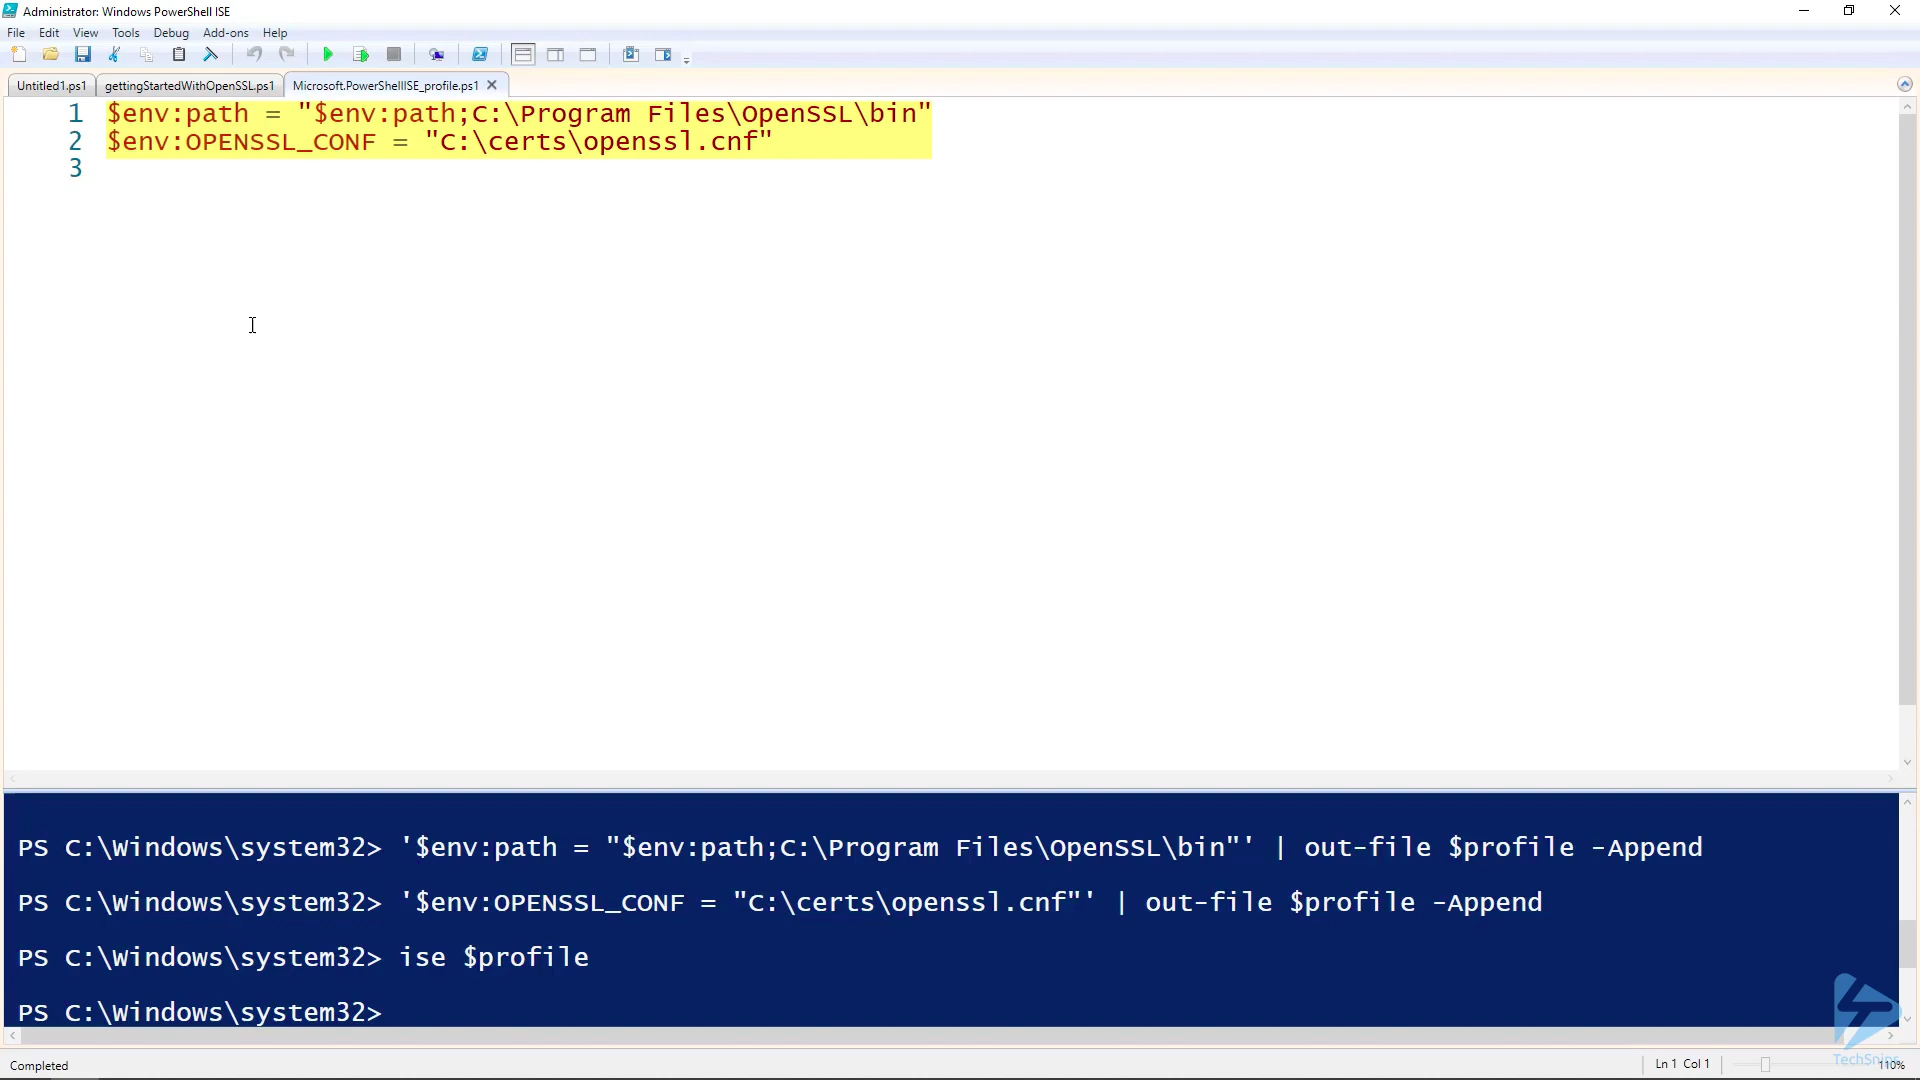 Administrator: Windows PowerShell ISE
File Edit View Tools Debug Add-ons Help
Untitled1.ps1 gettingStartedWithOpenSSL.ps1 Microsoft.PowerShellISE_profile.ps1
1 $env:path = "$env:path;C:\Program Files\OpenSSL\bin"
2 $env:OPENSSL_CONF = "C:\certs\openssl.cnf"
3
PS C:\Windows\system32> '$env:path = "$env:path;C:\Program Files\OpenSSL\bin"' | out-file $profile -Append
PS C:\Windows\system32> '$env:OPENSSL_CONF = "C:\certs\openssl.cnf"' | out-file $profile -Append
PS C:\Windows\system32> ise $profile
PS C:\Windows\system32>
TechSnips
Completed Ln 1 Col 1 110%